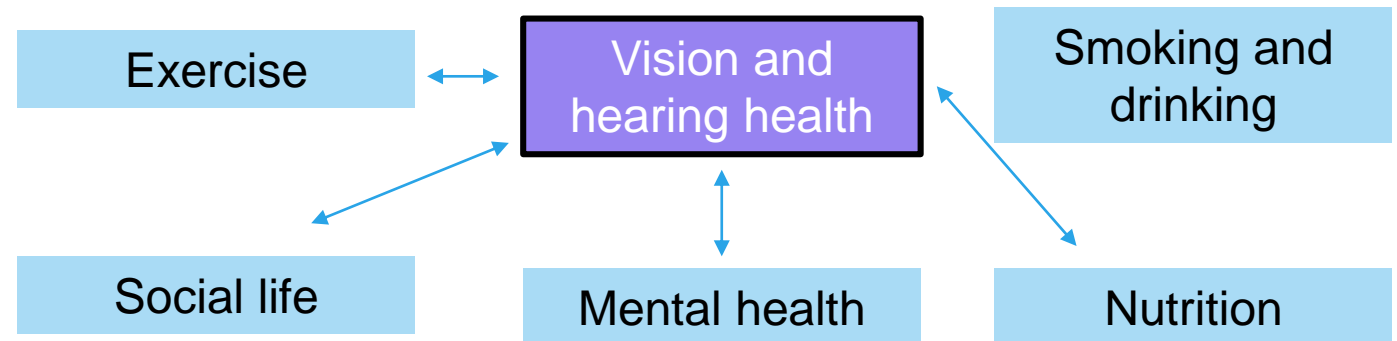 Exercise
Vision and
hearing health
Smoking and
drinking
Social life
Mental health
Nutrition